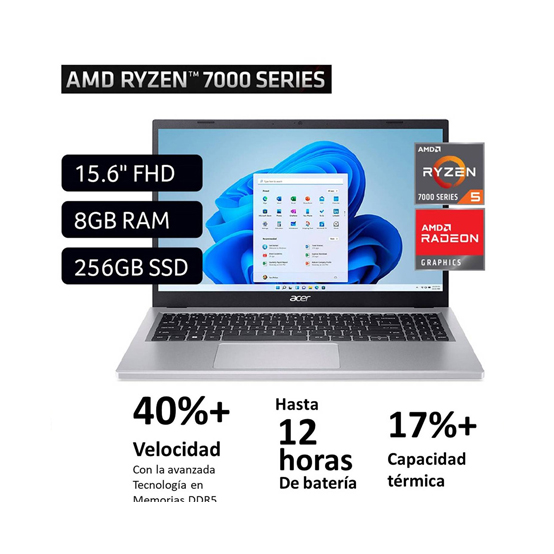 AMD RYZEN™ 7000 SERIES
15.6" FHD
8GB RAM
256GB SSD
AMD
RYZEN
7000 SERIES 5
AMD
RADEON
GRAPHICS
acer
40%+
Velocidad
Con la avanzada
Tecnología en
Memorias DDR5
Hasta
12
horas
De batería
17%+
Capacidad
térmica